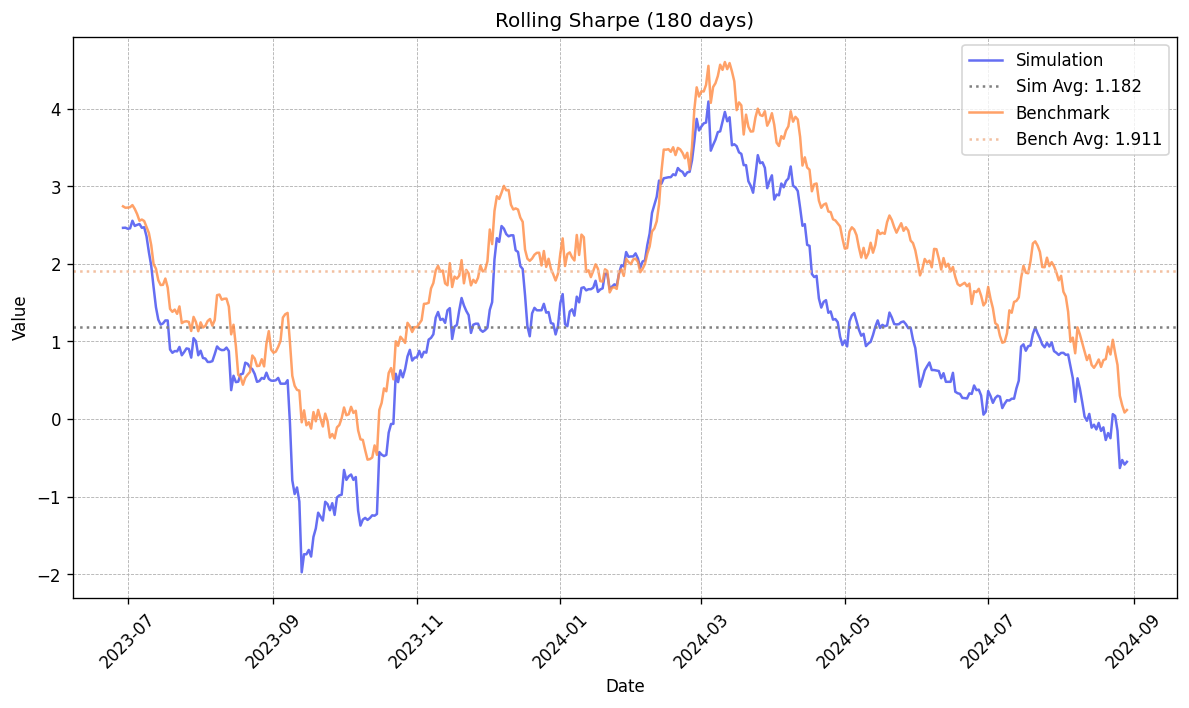 Rolling Sharpe (180 days)
Simulation
Sim Avg: 1.182
Benchmark
Bench Avg: 1.911
Value
4
3
2
1
0
−1
−2
2023-07
2023-09
2023-11
2024-01
2024-03
2024-05
2024-07
2024-09
Date